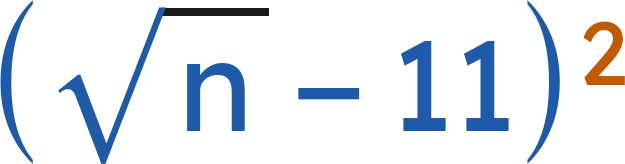 (√n − 11)²